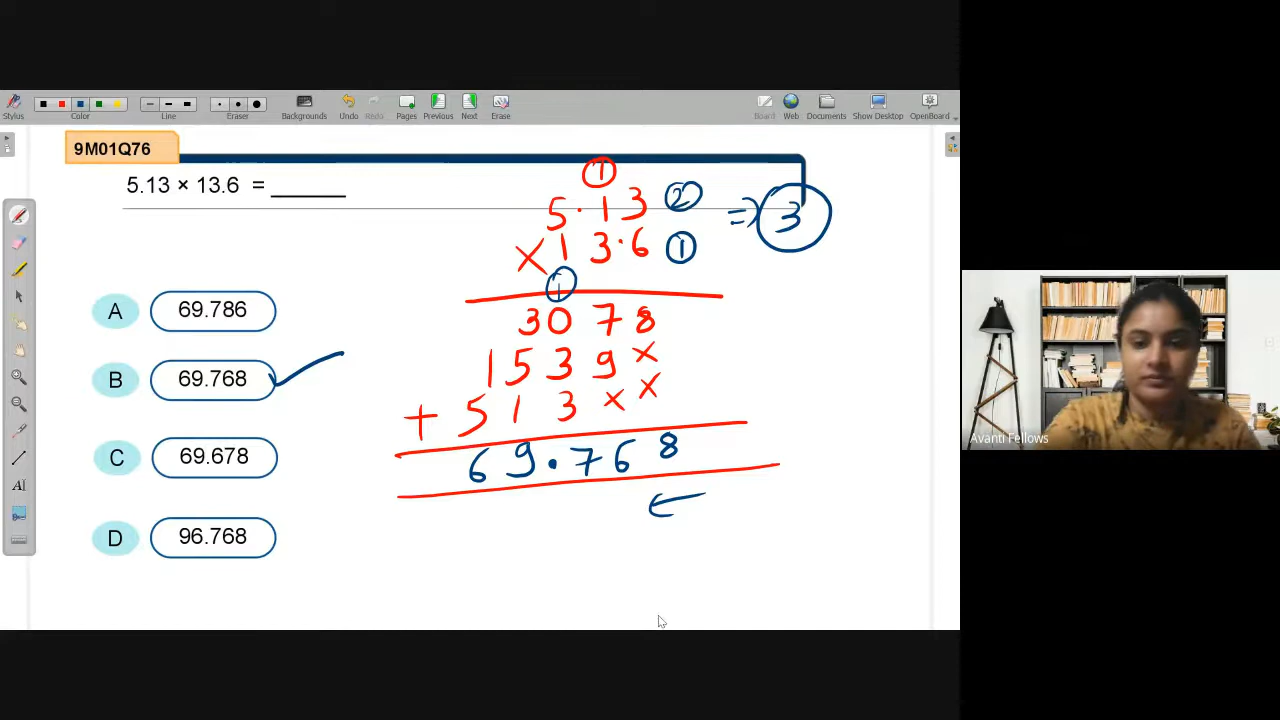 Stylus
Color
Line
Backgrounds
Undo
Redo
Pages
Previous
Next
Erase
Board
Web
Documents
Show Desktop
OpenBoard
9M01Q76
5.13 × 13.6 = ______
A 69.786
B 69.768
C 69.678
D 96.768
1
5.13 2
× 13.6 1
⇒ 3
1
3078
1539×
+ 513××
69.768
Avanti Fellows